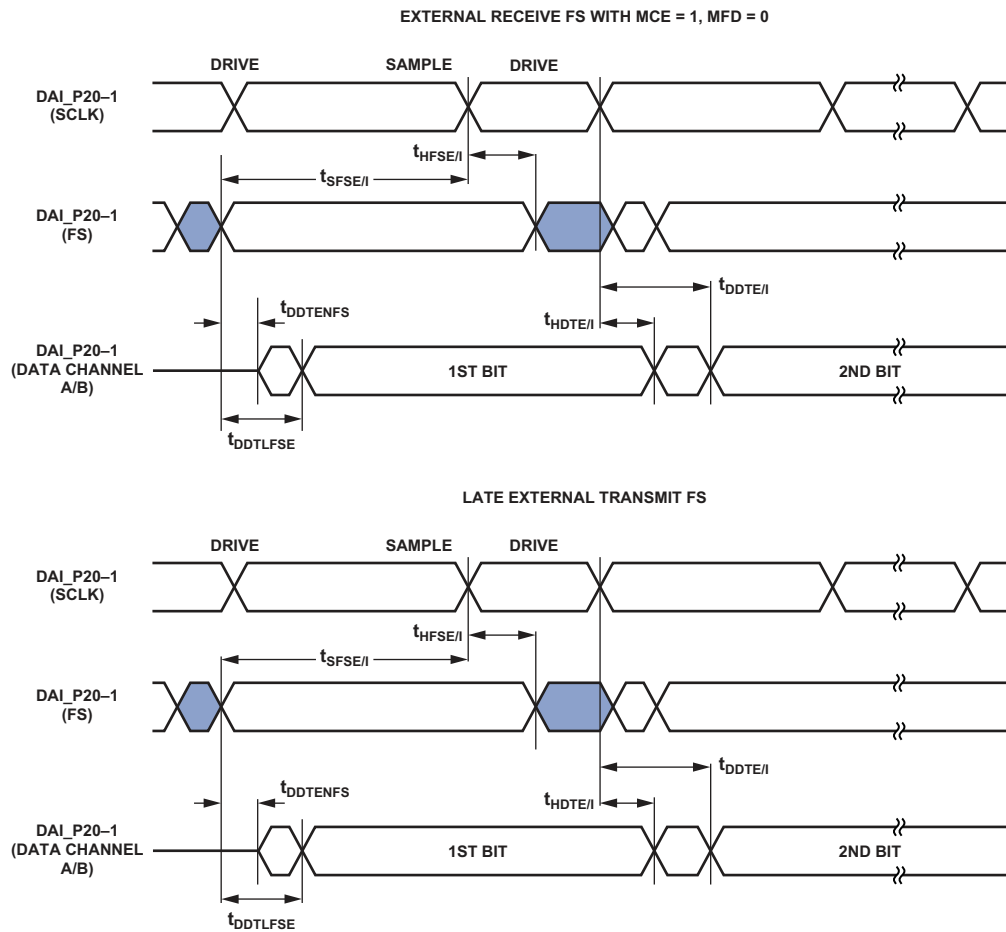 EXTERNAL RECEIVE FS WITH MCE = 1, MFD = 0
DRIVE SAMPLE DRIVE
DAI_P20–1
(SCLK)
tHFSE/I
tSFSE/I
DAI_P20–1
(FS)
tDDTE/I
tDDTENFS
tHDTE/I
DAI_P20–1
(DATA CHANNEL
A/B)
1ST BIT 2ND BIT
tDDTLFSE
LATE EXTERNAL TRANSMIT FS
DRIVE SAMPLE DRIVE
DAI_P20–1
(SCLK)
tHFSE/I
tSFSE/I
DAI_P20–1
(FS)
tDDTE/I
tDDTENFS
tHDTE/I
DAI_P20–1
(DATA CHANNEL
A/B)
1ST BIT 2ND BIT
tDDTLFSE